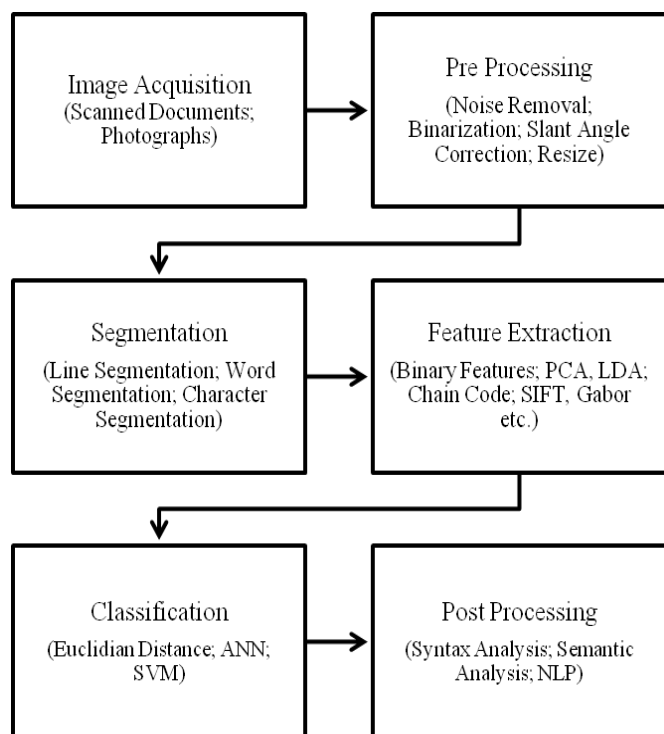 Image Acquisition
(Scanned Documents;
Photographs)
Pre Processing
(Noise Removal;
Binarization; Slant Angle
Correction; Resize)
Segmentation
(Line Segmentation; Word
Segmentation; Character
Segmentation)
Feature Extraction
(Binary Features; PCA, LDA;
Chain Code; SIFT, Gabor
etc.)
Classification
(Euclidian Distance; ANN;
SVM)
Post Processing
(Syntax Analysis; Semantic
Analysis; NLP)